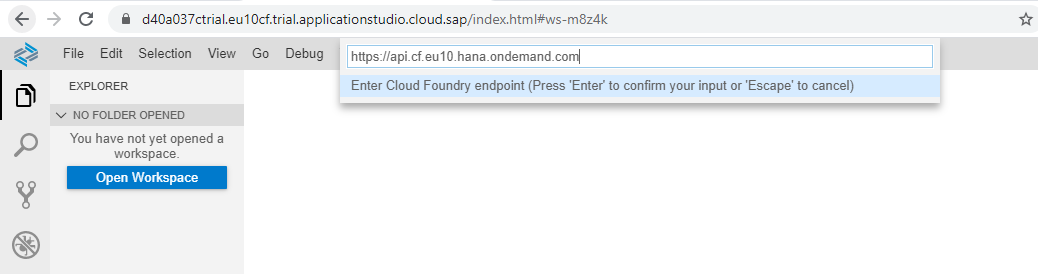 d40a037ctrial.eu10cf.trial.applicationstudio.cloud.sap/index.html#ws-m8z4k
File Edit Selection View Go Debug
https://api.cf.eu10.hana.ondemand.com
Enter Cloud Foundry endpoint (Press 'Enter' to confirm your input or 'Escape' to cancel)
EXPLORER
NO FOLDER OPENED
You have not yet opened a
workspace.
Open Workspace